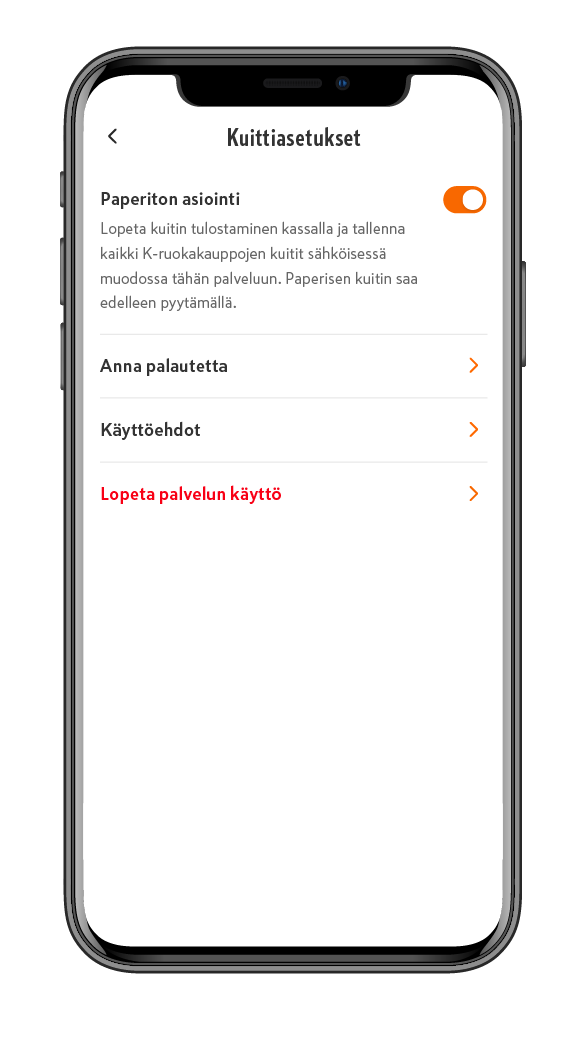 Kuittiasetukset
Paperiton asiointi
Lopeta kuitin tulostaminen kassalla ja tallenna
kaikki K-ruokakauppojen kuitit sähköisessä
muodossa tähän palveluun. Paperisen kuitin saa
edelleen pyytämällä.
Anna palautetta
Käyttöehdot
Lopeta palvelun käyttö